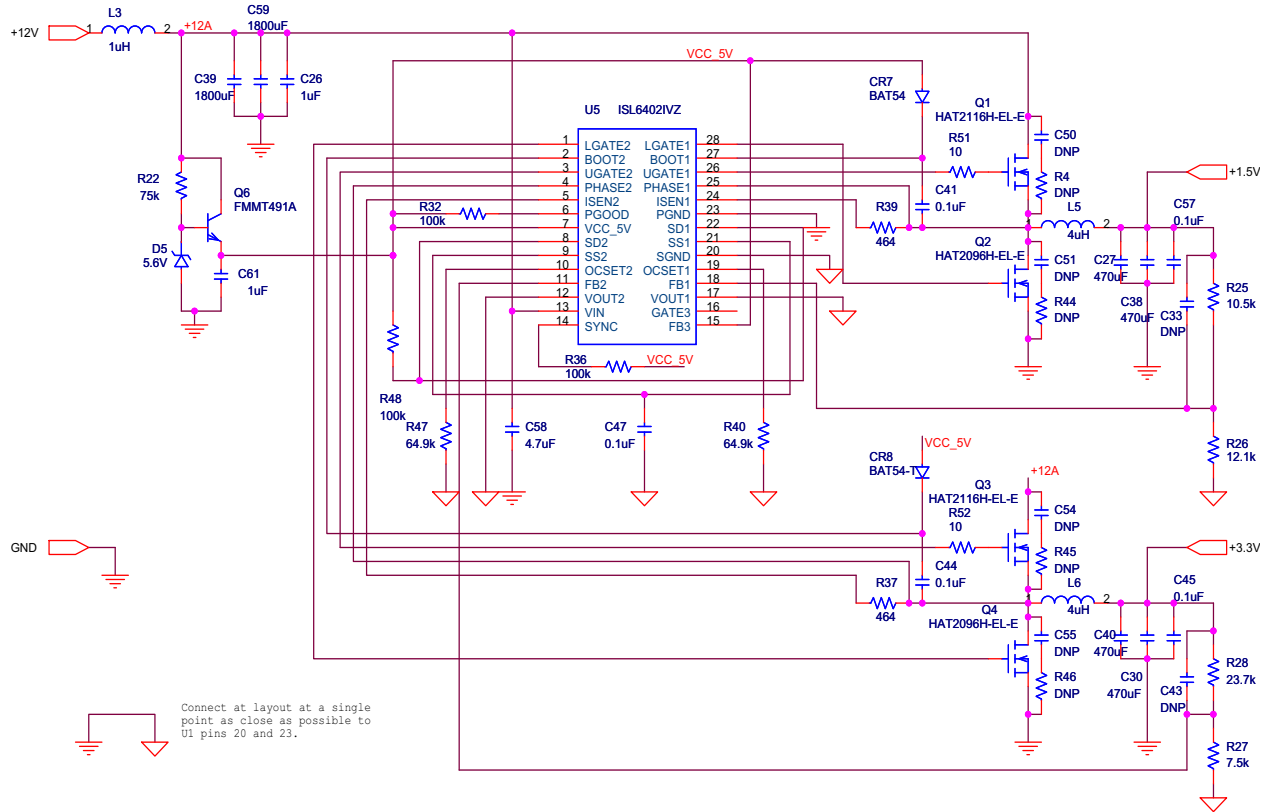 +12V
1
L3
2
1uH
+12A
C59
1800uF
C39
1800uF
C26
1uF
R22
75k
Q6
FMMT491A
D5
5.6V
C61
1uF
R32
100k
VCC_5V
U5 ISL6402IVZ
1 LGATE2
2 BOOT2
3 UGATE2
4 PHASE2
5 ISEN2
6 PGOOD
7 VCC_5V
8 SD2
9 SS2
10 OCSET2
11 FB2
12 VOUT2
13 VIN
14 SYNC
LGATE1 28
BOOT1 27
UGATE1 26
PHASE1 25
ISEN1 24
PGND 23
SD1 22
SS1 21
SGND 20
OCSET1 19
FB1 18
VOUT1 17
GATE3 16
FB3 15
CR7
BAT54
Q1
HAT2116H-EL-E
R51
10
C50
DNP
R4
DNP
C41
0.1uF
R39
464
1
L5
2
4uH
Q2
HAT2096H-EL-E
C51
DNP
R44
DNP
+1.5V
C57
0.1uF
C27
470uF
C38
470uF
C33
DNP
R25
10.5k
R26
12.1k
R36
100k
VCC_5V
R48
100k
R47
64.9k
C58
4.7uF
C47
0.1uF
R40
64.9k
CR8
BAT54-T
VCC_5V
+12A
Q3
HAT2116H-EL-E
R52
10
C54
DNP
R45
DNP
C44
0.1uF
R37
464
1
L6
2
4uH
Q4
HAT2096H-EL-E
C55
DNP
R46
DNP
+3.3V
C45
0.1uF
C40
470uF
C30
470uF
C43
DNP
R28
23.7k
R27
7.5k
GND
Connect at layout at a single
point as close as possible to
U1 pins 20 and 23.